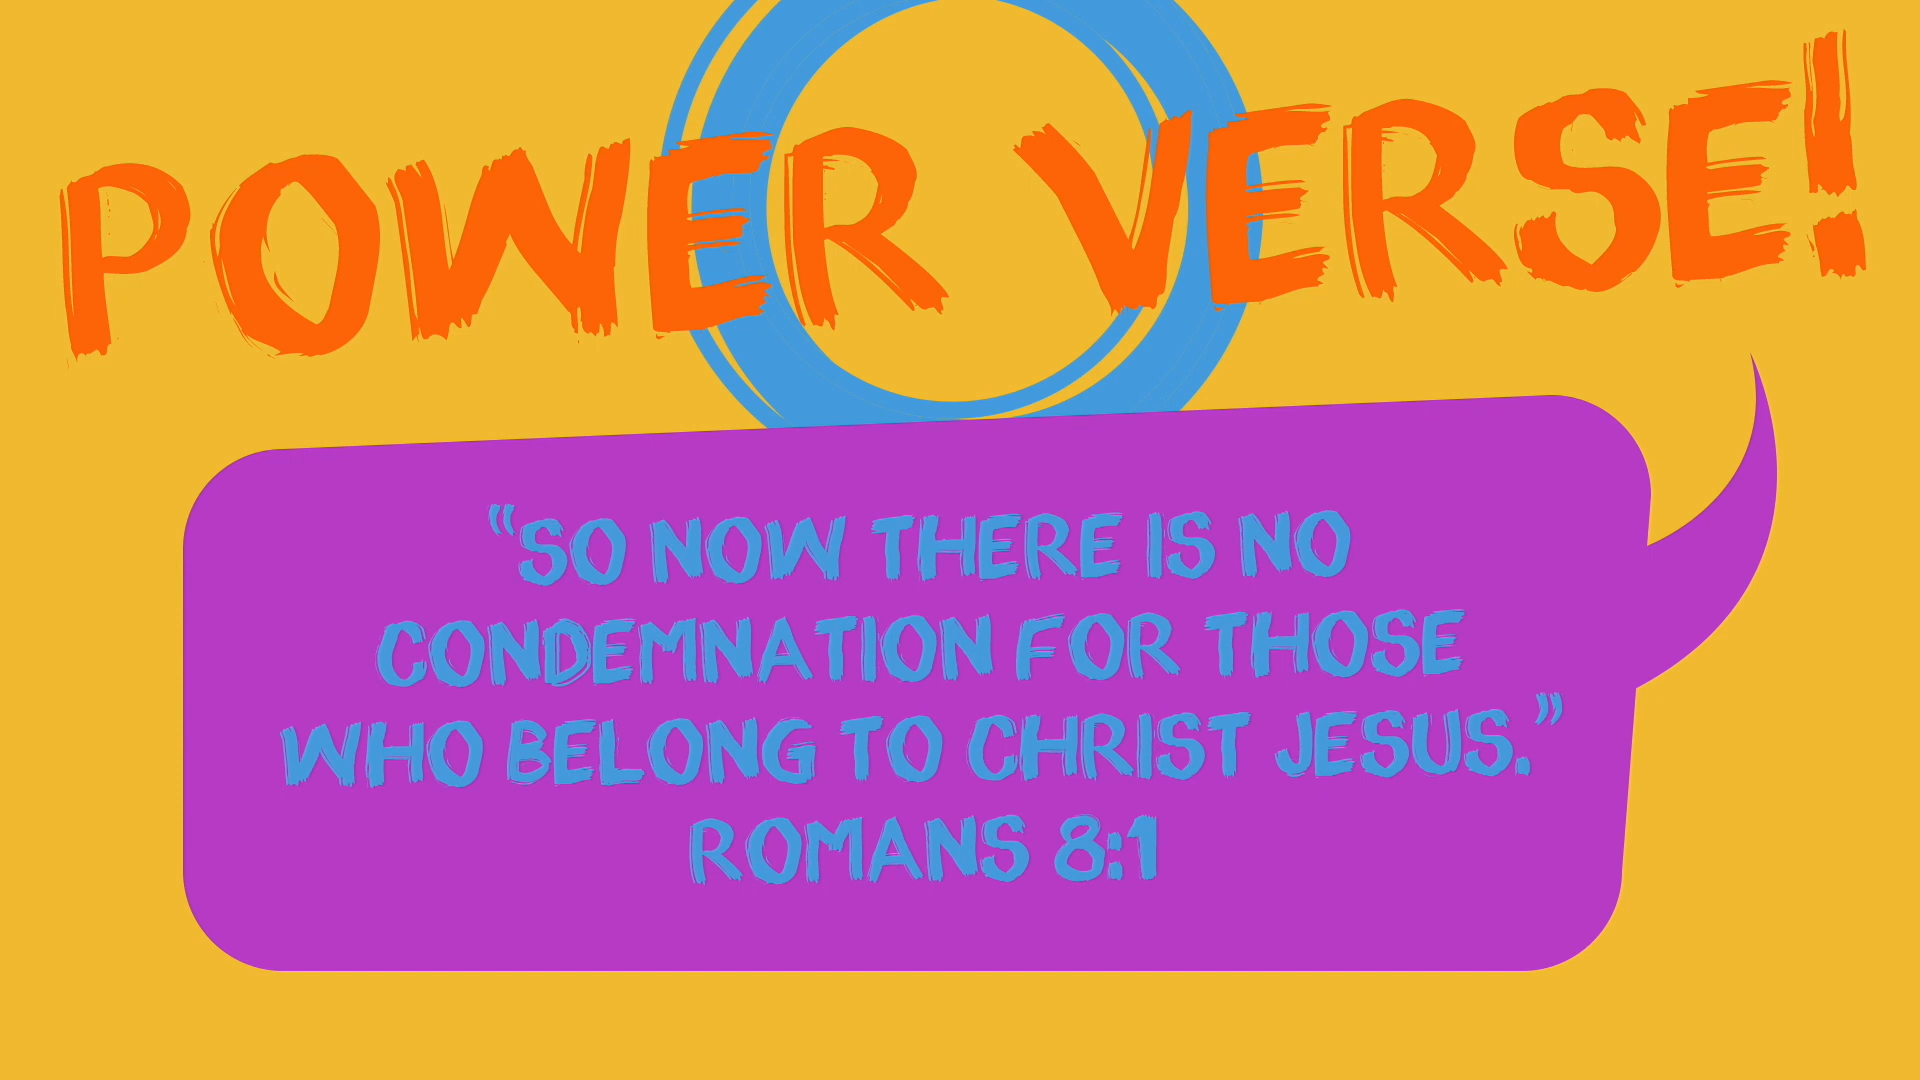 POWER VERSE!
“SO NOW THERE IS NO
CONDEMNATION FOR THOSE
WHO BELONG TO CHRIST JESUS.”
ROMANS 8:1